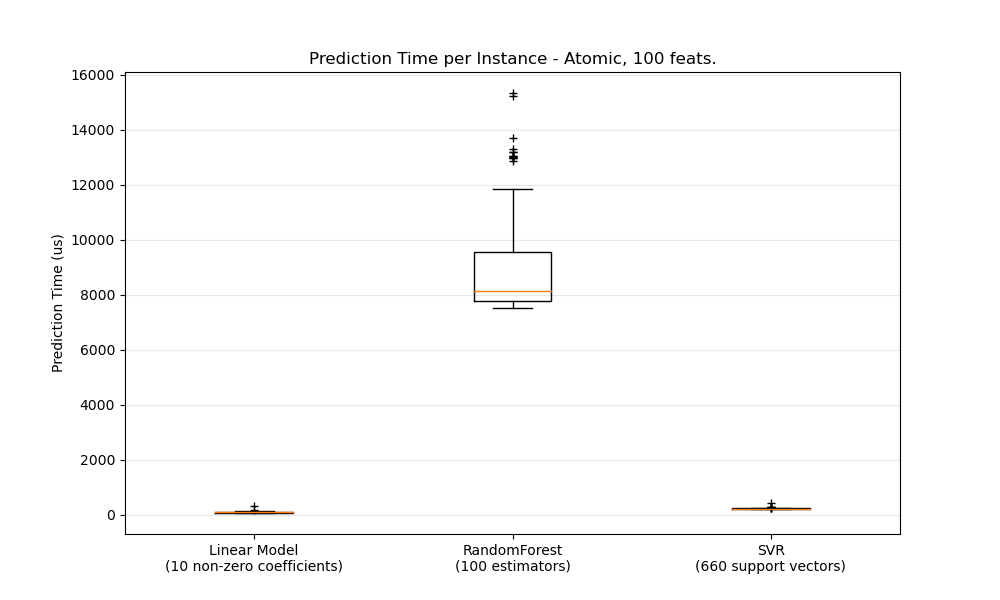 Prediction Time per Instance - Atomic, 100 feats.
Prediction Time (us)
16000
14000
12000
10000
8000
6000
4000
2000
0
Linear Model
(10 non-zero coefficients)
RandomForest
(100 estimators)
SVR
(660 support vectors)